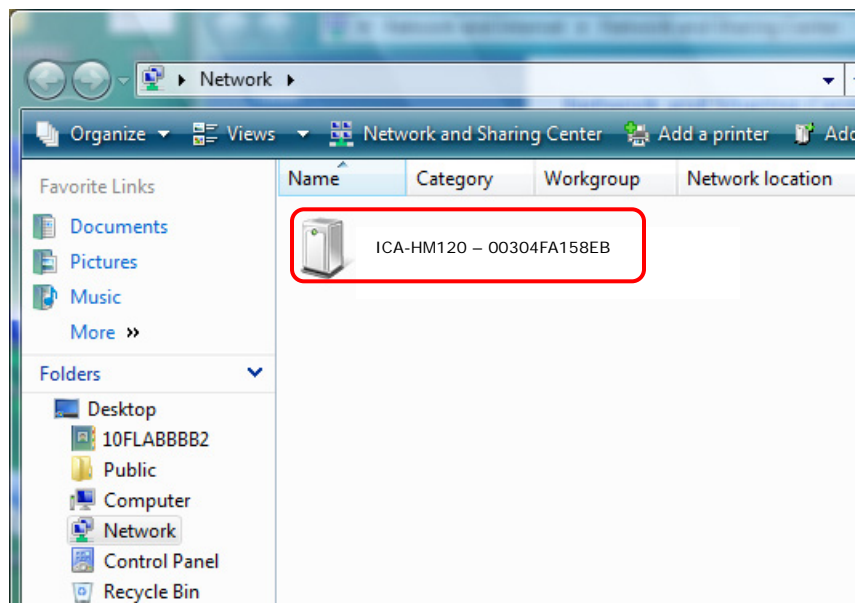 Network
Organize Views Network and Sharing Center Add a printer Add
Name Category Workgroup Network location
Favorite Links
Documents
Pictures
Music
More »
Folders
Desktop
10FLABBBB2
Public
Computer
Network
Control Panel
Recycle Bin
ICA-HM120 – 00304FA158EB